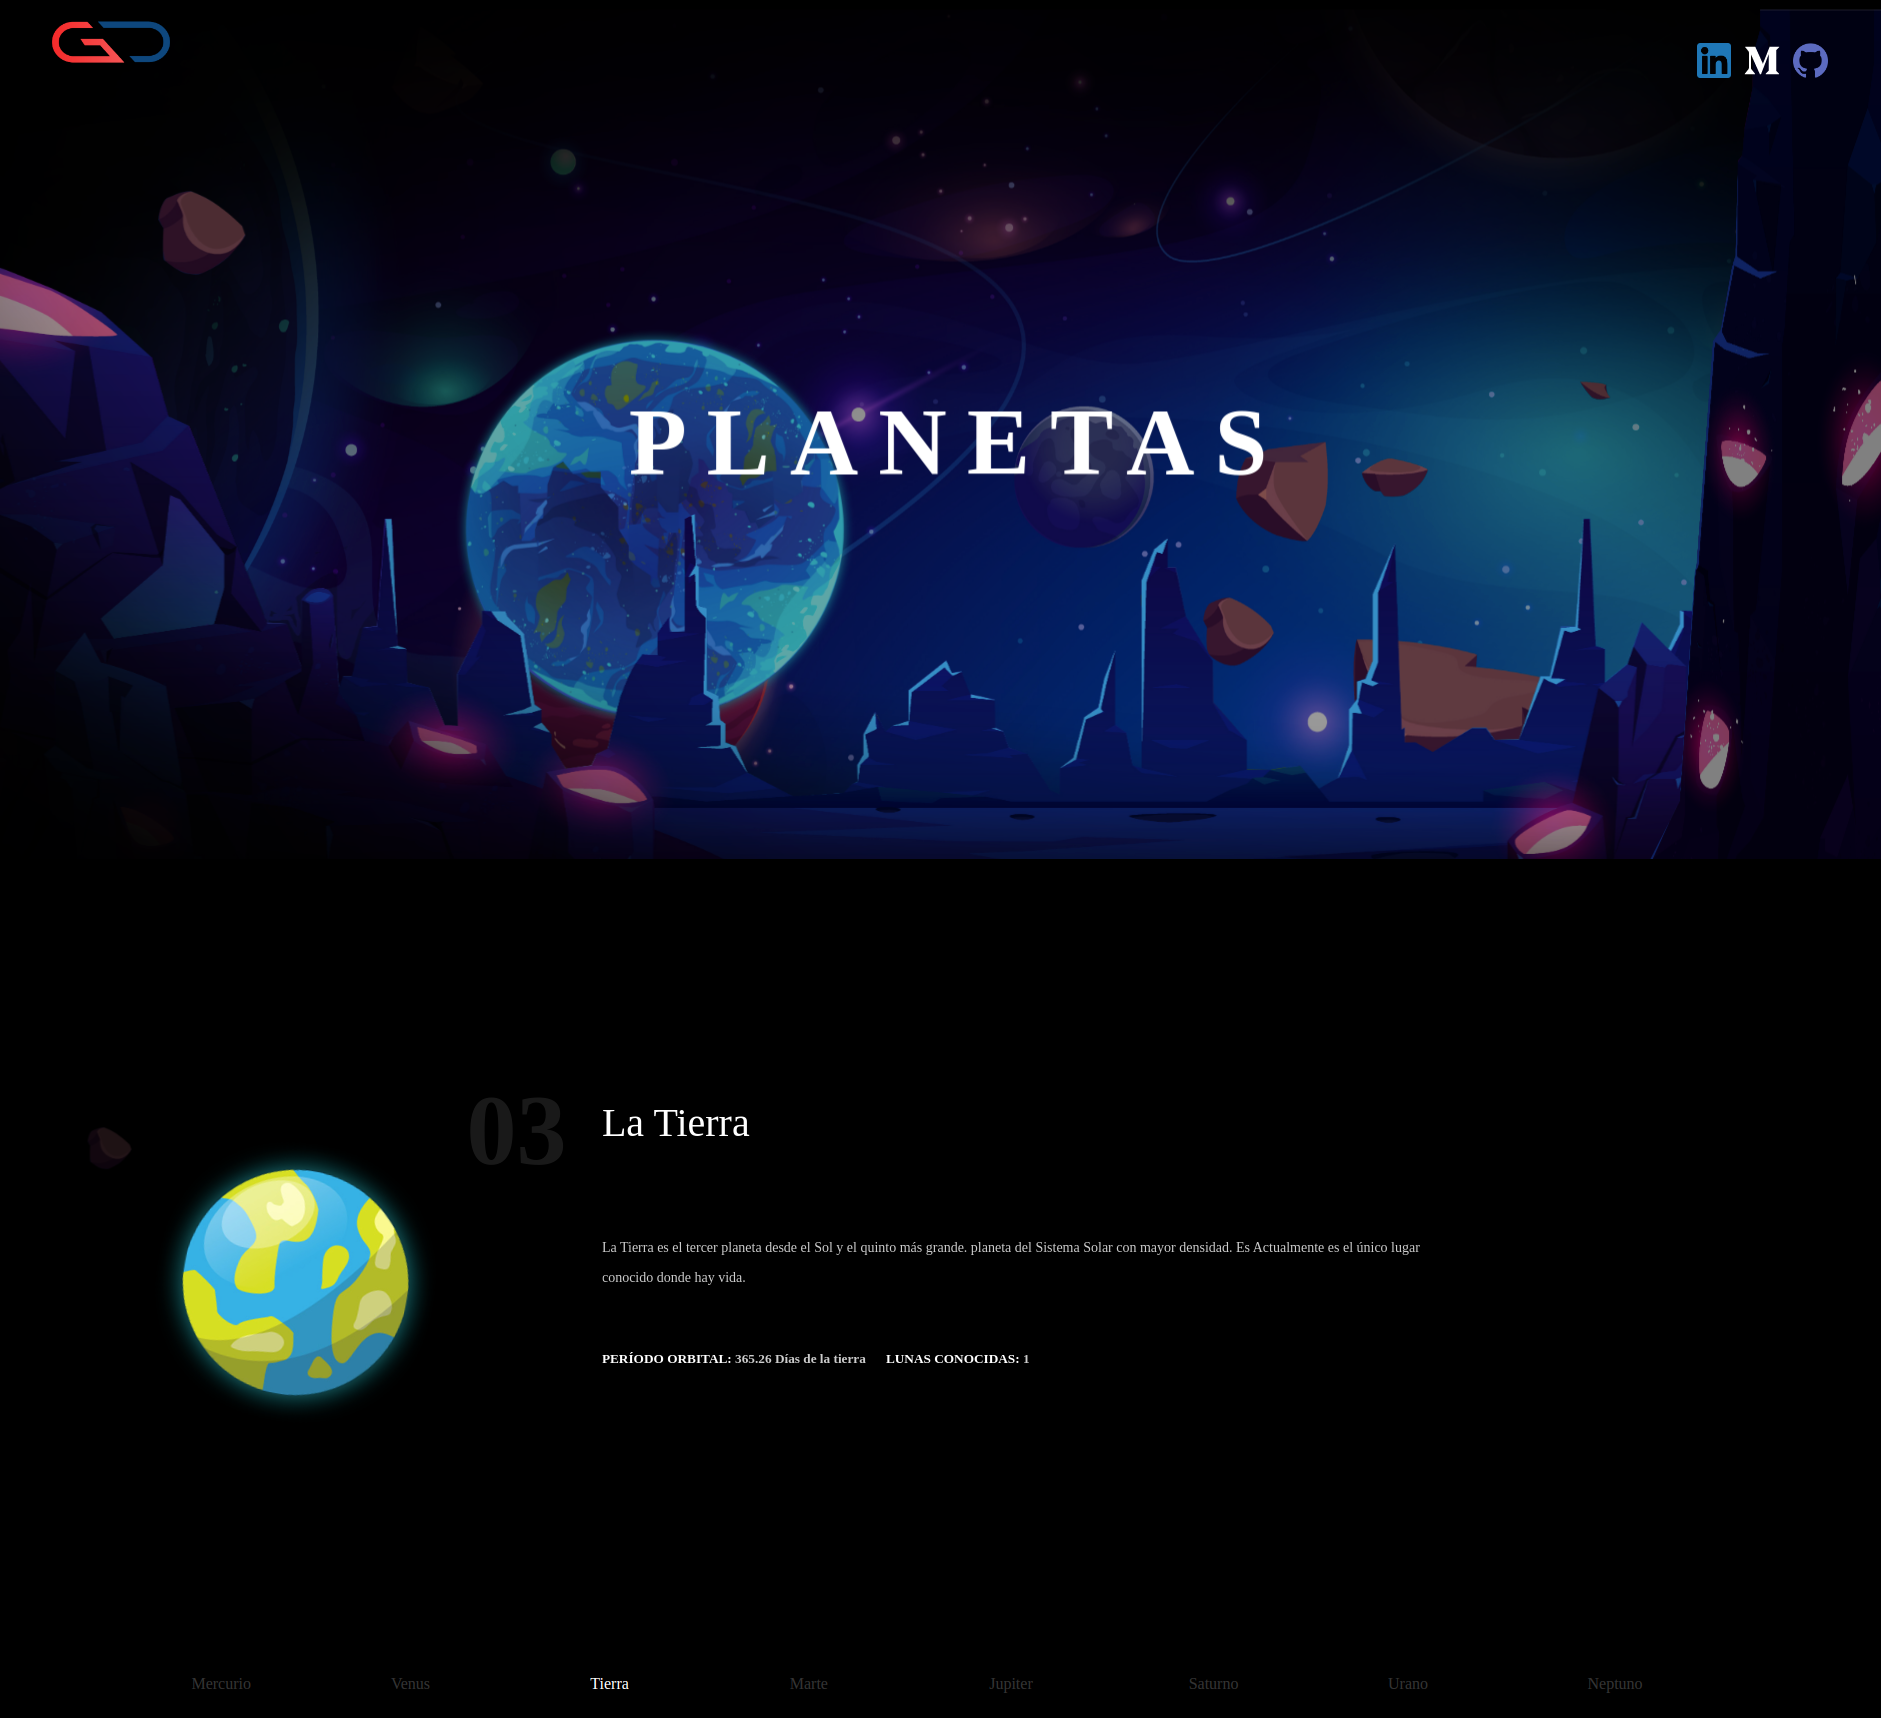 PLANETAS
03
La Tierra
La Tierra es el tercer planeta desde el Sol y el quinto más grande. planeta del Sistema Solar con mayor densidad. Es Actualmente es el único lugar
conocido donde hay vida.
PERÍODO ORBITAL: 365.26 Días de la tierra LUNAS CONOCIDAS: 1
Mercurio Venus Tierra Marte Jupiter Saturno Urano Neptuno